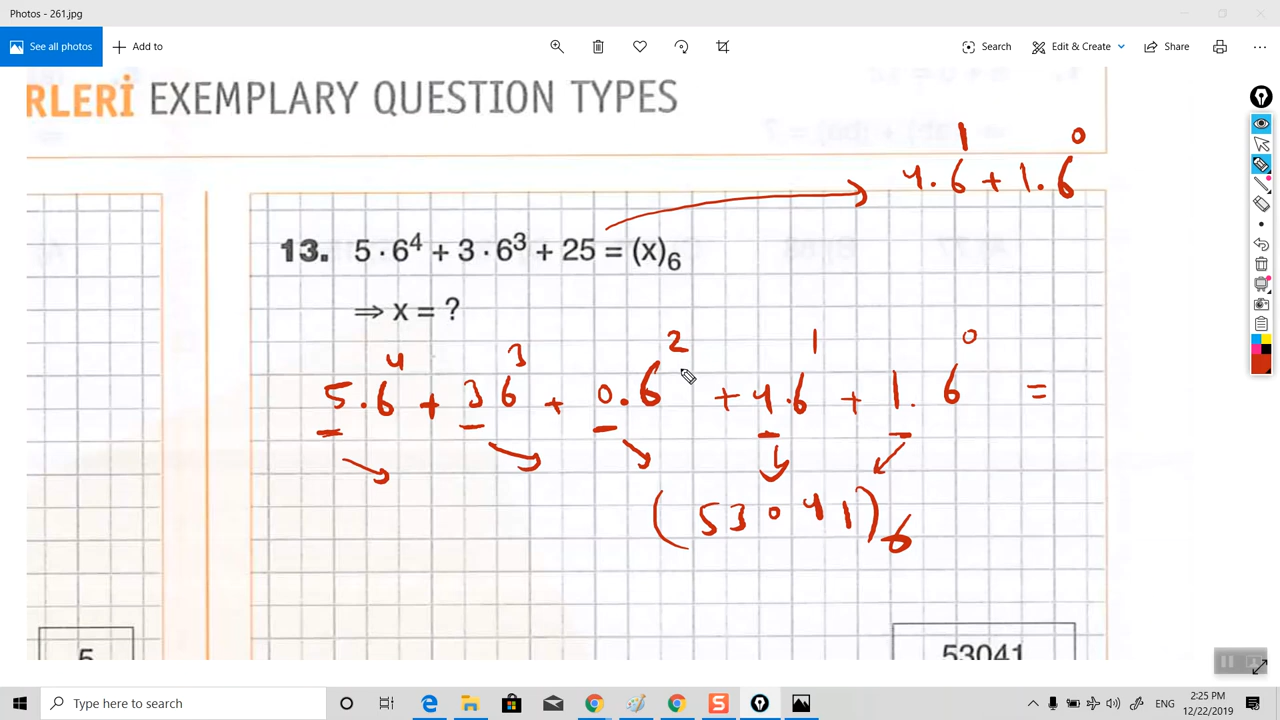 Photos - 261.jpg
See all photos
Add to
Search
Edit & Create
Share
RLERİ EXEMPLARY QUESTION TYPES
1 0
4.6 + 1.6
13. 5 · 6⁴ + 3 · 6³ + 25 = (x)₆
⇒ x = ?
4 3 2 1 0
5.6 + 3 6 + 0.6 + 4.6 + 1. 6 =
(53041)6
5
53041
Type here to search
ENG
2:25 PM
12/22/2019